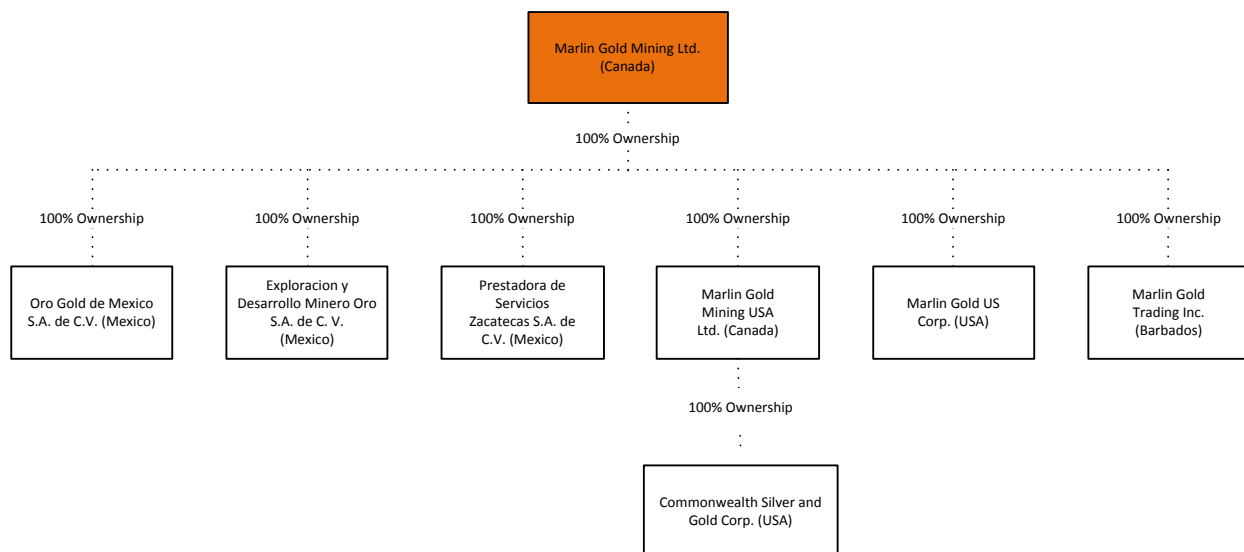 Marlin Gold Mining Ltd.
(Canada)
100% Ownership
100% Ownership
100% Ownership
100% Ownership
100% Ownership
100% Ownership
100% Ownership
Oro Gold de Mexico
S.A. de C.V. (Mexico)
Exploracion y
Desarrollo Minero Oro
S.A. de C. V.
(Mexico)
Prestadora de
Servicios
Zacatecas S.A. de
C.V. (Mexico)
Marlin Gold
Mining USA
Ltd. (Canada)
Marlin Gold US
Corp. (USA)
Marlin Gold
Trading Inc.
(Barbados)
100% Ownership
Commonwealth Silver and
Gold Corp. (USA)